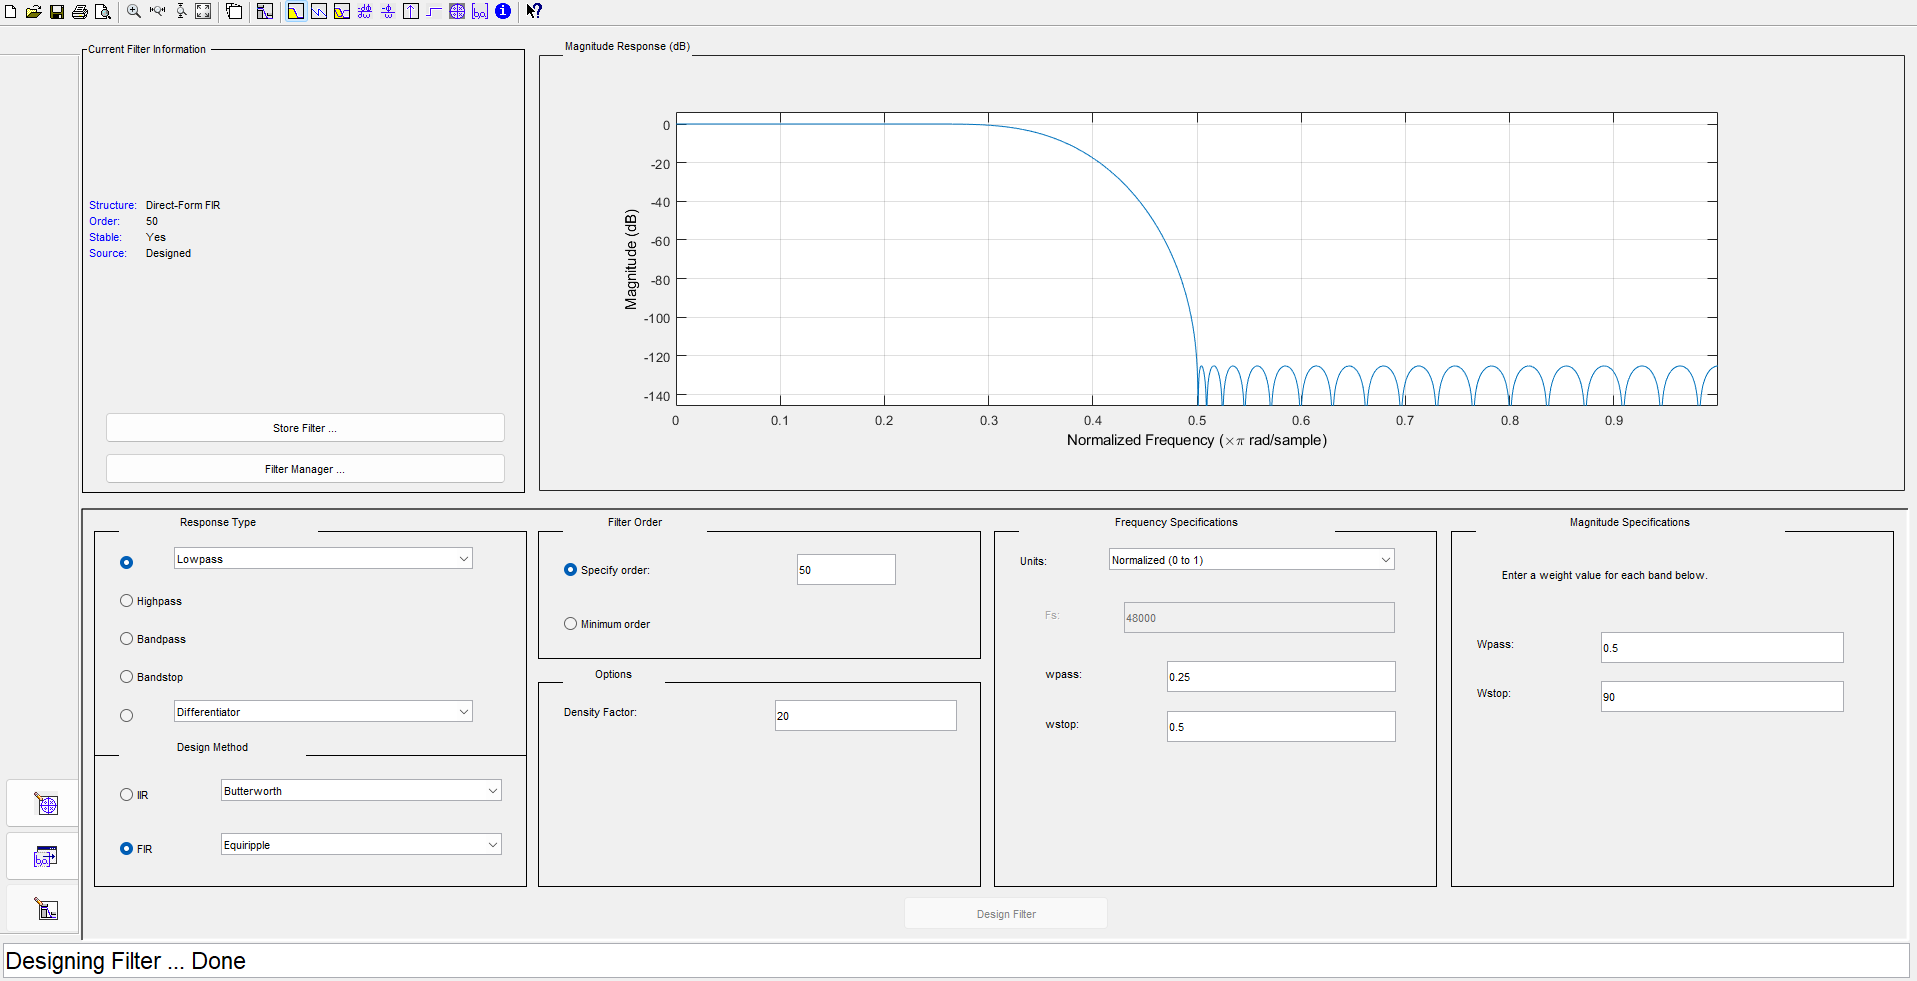 Current Filter Information
Structure: Direct-Form FIR
Order: 50
Stable: Yes
Source: Designed
Store Filter ...
Filter Manager ...
Magnitude Response (dB)
0
-20
-40
-60
-80
-100
-120
-140
Magnitude (dB)
0 0.1 0.2 0.3 0.4 0.5 0.6 0.7 0.8 0.9
Normalized Frequency (×π rad/sample)
Response Type
Lowpass
Highpass
Bandpass
Bandstop
Differentiator
Design Method
IIR Butterworth
FIR Equiripple
Filter Order
Specify order: 50
Minimum order
Options
Density Factor: 20
Frequency Specifications
Units: Normalized (0 to 1)
Fs: 48000
wpass: 0.25
wstop: 0.5
Magnitude Specifications
Enter a weight value for each band below.
Wpass: 0.5
Wstop: 90
Design Filter
Designing Filter ... Done